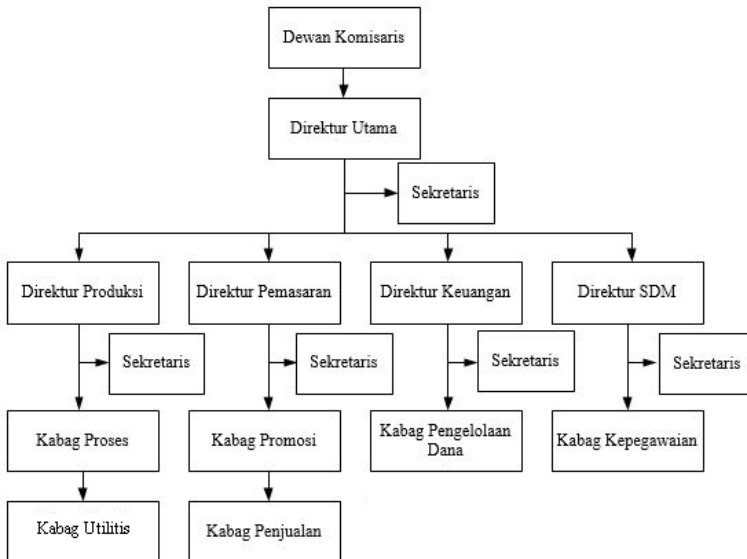 Dewan Komisaris
Direktur Utama
Sekretaris
Direktur Produksi
Direktur Pemasaran
Direktur Keuangan
Direktur SDM
Sekretaris
Sekretaris
Sekretaris
Sekretaris
Kabag Proses
Kabag Promosi
Kabag Pengelolaan
Dana
Kabag Kepegawaian
Kabag Utilitis
Kabag Penjualan